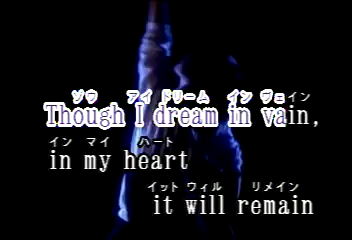 ゾウ アイ ドリーム イン ヴェイン
Though I dream in vain,
イン マイ ハート
in my heart
イット ウィル リメイン
it will remain